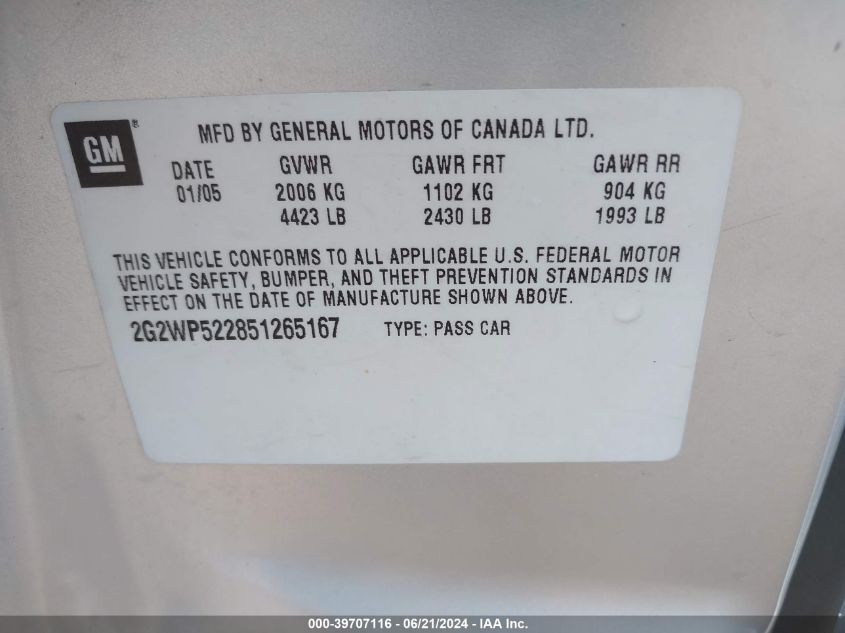 GM ®
MFD BY GENERAL MOTORS OF CANADA LTD.
DATE GVWR GAWR FRT GAWR RR
01/05 2006 KG 1102 KG 904 KG
4423 LB 2430 LB 1993 LB
THIS VEHICLE CONFORMS TO ALL APPLICABLE U.S. FEDERAL MOTOR
VEHICLE SAFETY, BUMPER, AND THEFT PREVENTION STANDARDS IN
EFFECT ON THE DATE OF MANUFACTURE SHOWN ABOVE.
2G2WP522851265167 TYPE: PASS CAR
000-39707116 - 06/21/2024 - IAA Inc.